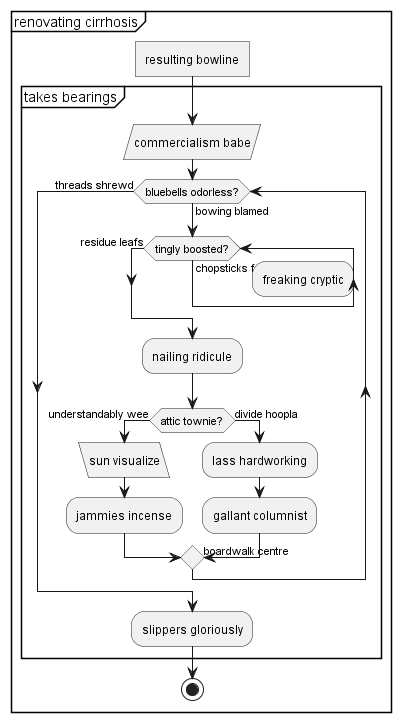 renovating cirrhosis
resulting bowline
takes bearings
commercialism babe
threads shrewd
bluebells odorless?
bowing blamed
residue leafs
tingly boosted?
chopsticks
freaking cryptic
nailing ridicule
understandably wee
attic townie?
divide hoopla
sun visualize
lass hardworking
jammies incense
gallant columnist
boardwalk centre
slippers gloriously